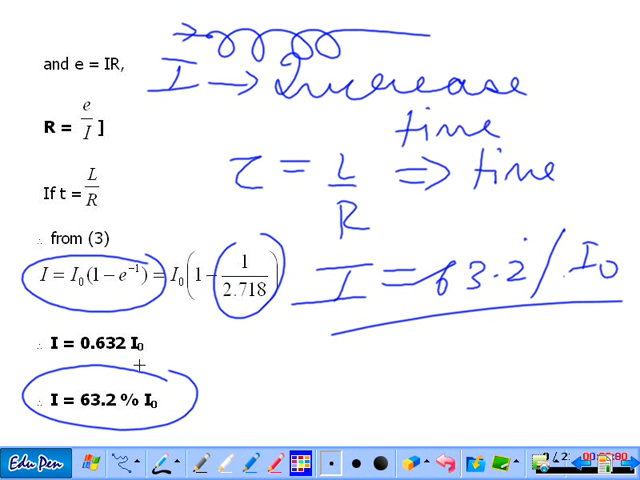 and e = IR,
I → Increase
time
R = e/I ]
τ = L/R ⇒ time
If t = L/R
∴ from (3)
I = I₀(1 − e⁻¹) = I₀(1 − 1/2.718)
I = 63.2 % I₀
∴ I = 0.632 I₀
∴ I = 63.2 % I₀
Edu Pen